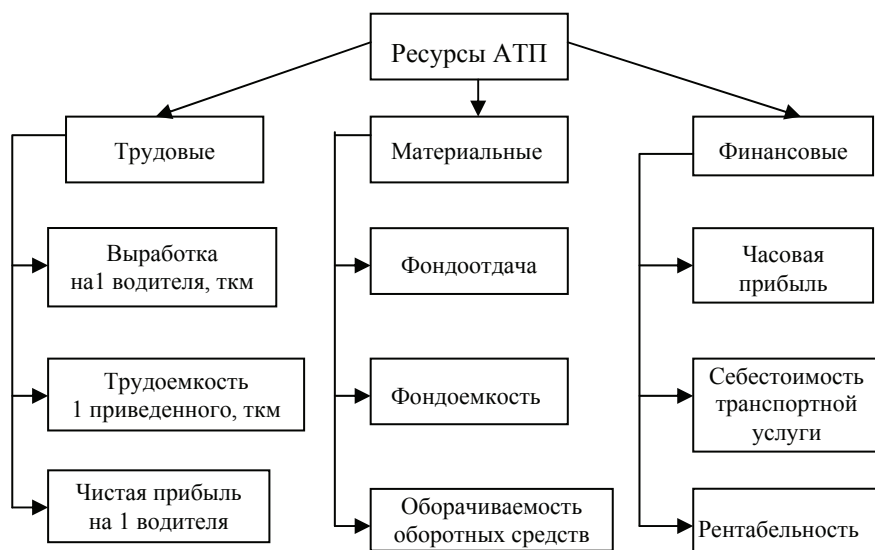 Ресурсы АТП
Трудовые
Материальные
Финансовые
Выработка
на1 водителя, ткм
Фондоотдача
Часовая
прибыль
Трудоемкость
1 приведенного, ткм
Фондоемкость
Себестоимость
транспортной
услуги
Чистая прибыль
на 1 водителя
Оборачиваемость
оборотных средств
Рентабельность